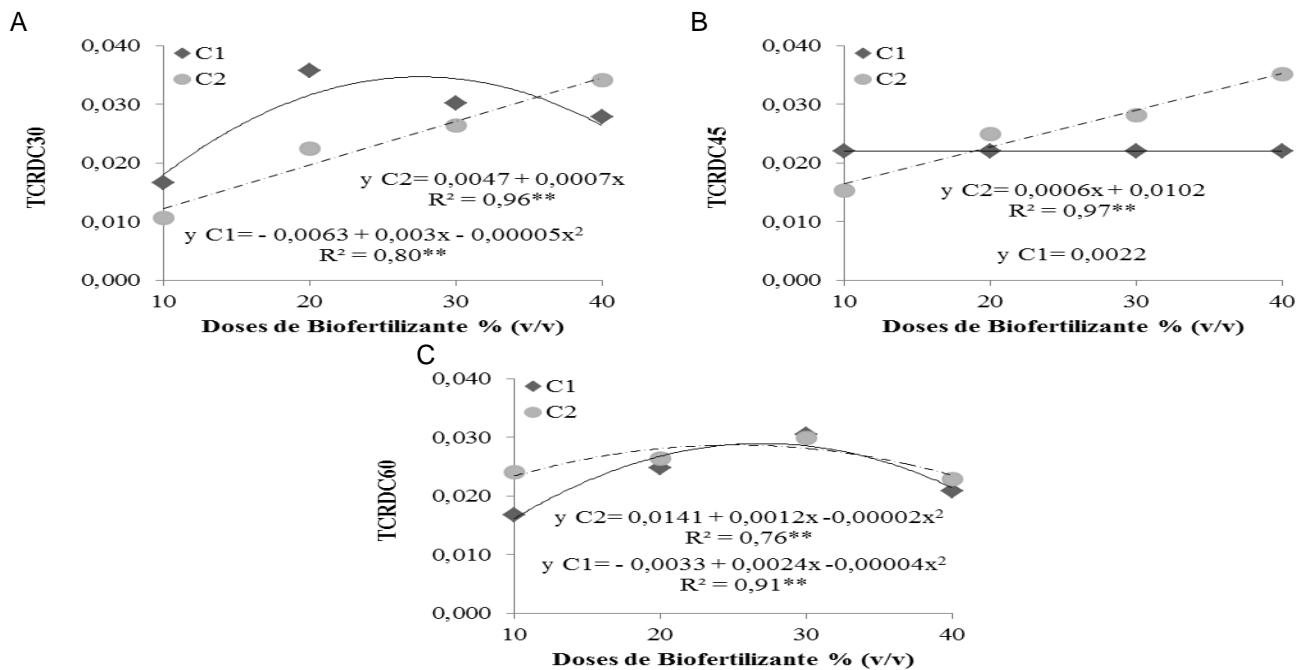 A
0,040
0,030
0,020
0,010
0,000
TCRDC30
C1
C2
y C2= 0,0047 + 0,0007x
R² = 0,96**
y C1= - 0,0063 + 0,003x - 0,00005x²
R² = 0,80**
10 20 30 40
Doses de Biofertilizante % (v/v)
B
0,040
0,030
0,020
0,010
0,000
TCRDC45
C1
C2
y C2= 0,0006x + 0,0102
R² = 0,97**
y C1= 0,0022
10 20 30 40
Doses de Biofertilizante % (v/v)
C
0,040
0,030
0,020
0,010
0,000
TCRDC60
C1
C2
y C2= 0,0141 + 0,0012x -0,00002x²
R² = 0,76**
y C1= - 0,0033 + 0,0024x -0,00004x²
R² = 0,91**
10 20 30 40
Doses de Biofertilizante % (v/v)